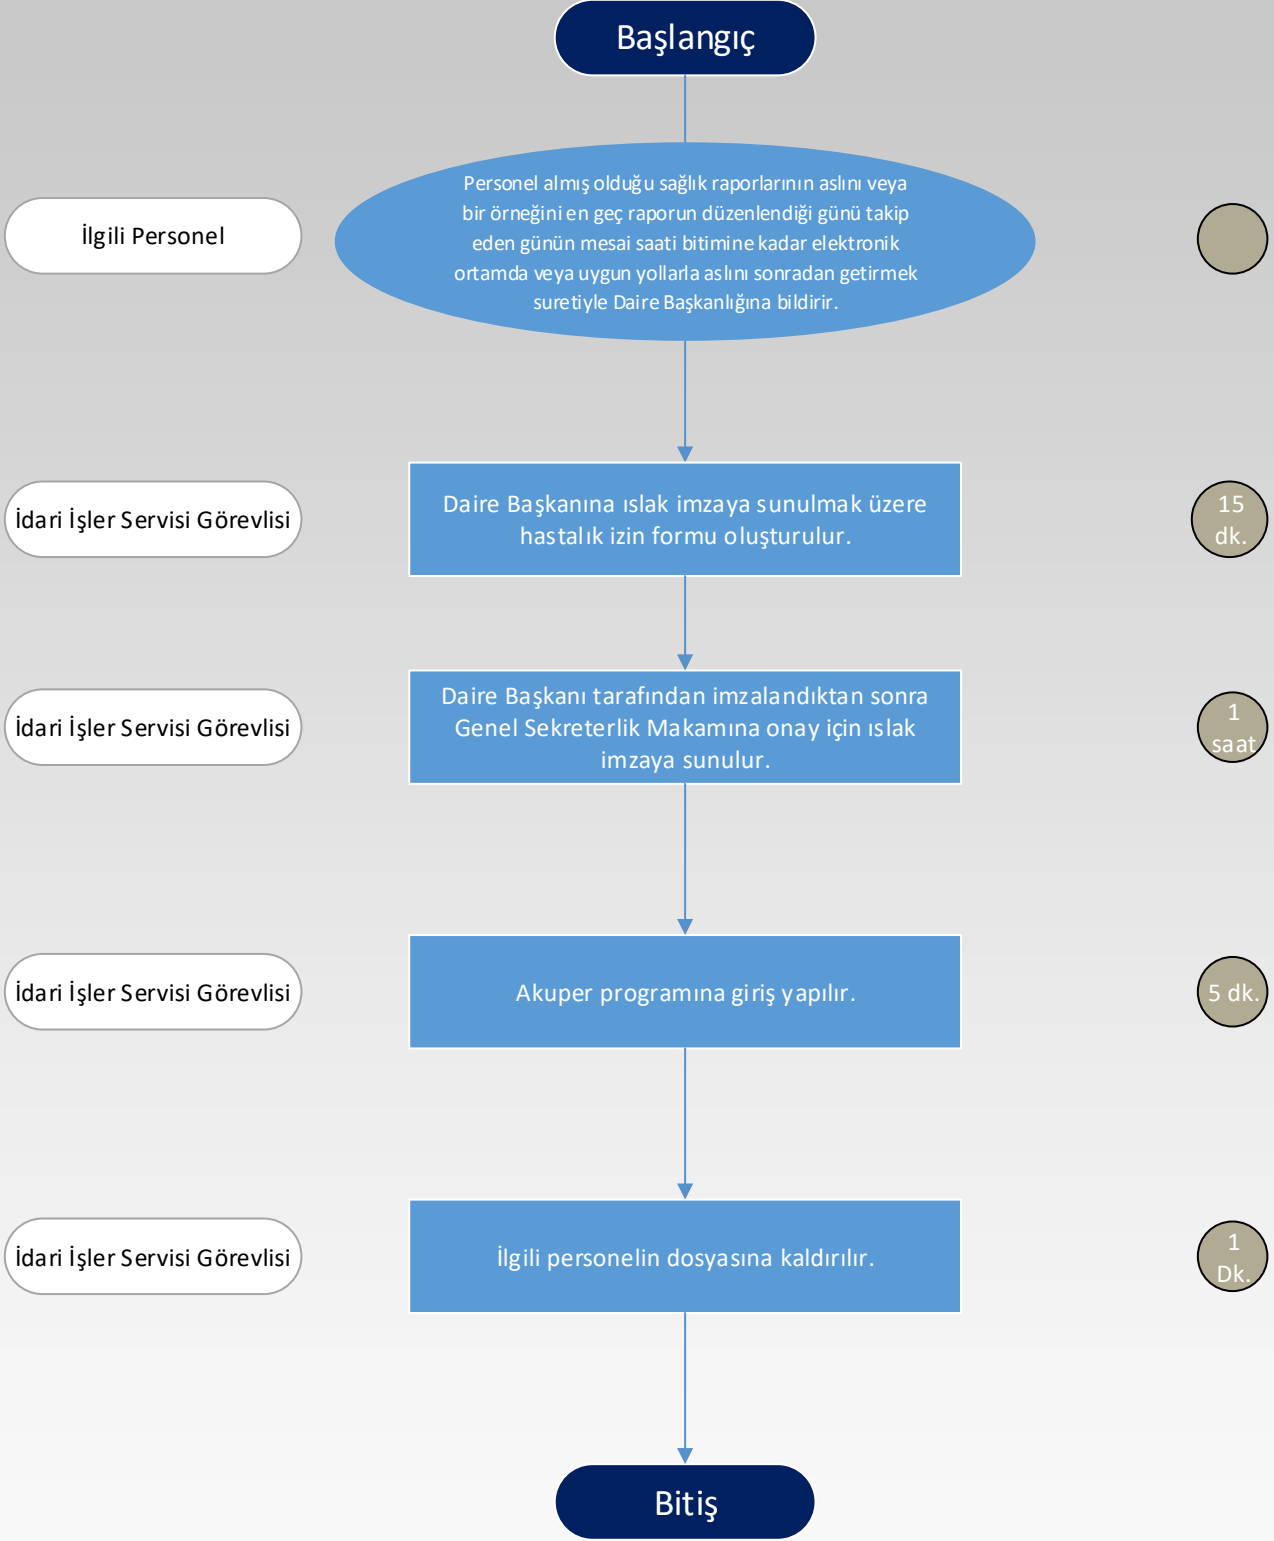 Başlangıç
İlgili Personel
Personel almış olduğu sağlık raporlarının aslını veya
bir örneğini en geç raporun düzenlendiği günü takip
eden günün mesai saati bitimine kadar elektronik
ortamda veya uygun yollarla aslını sonradan getirmek
suretiyle Daire Başkanlığına bildirir.
İdari İşler Servisi Görevlisi
Daire Başkanına ıslak imzaya sunulmak üzere
hastalık izin formu oluşturulur.
15
dk.
İdari İşler Servisi Görevlisi
Daire Başkanı tarafından imzalandıktan sonra
Genel Sekreterlik Makamına onay için ıslak
imzaya sunulur.
1
saat
İdari İşler Servisi Görevlisi
Akuper programına giriş yapılır.
5 dk.
İdari İşler Servisi Görevlisi
İlgili personelin dosyasına kaldırılır.
1
Dk.
Bitiş